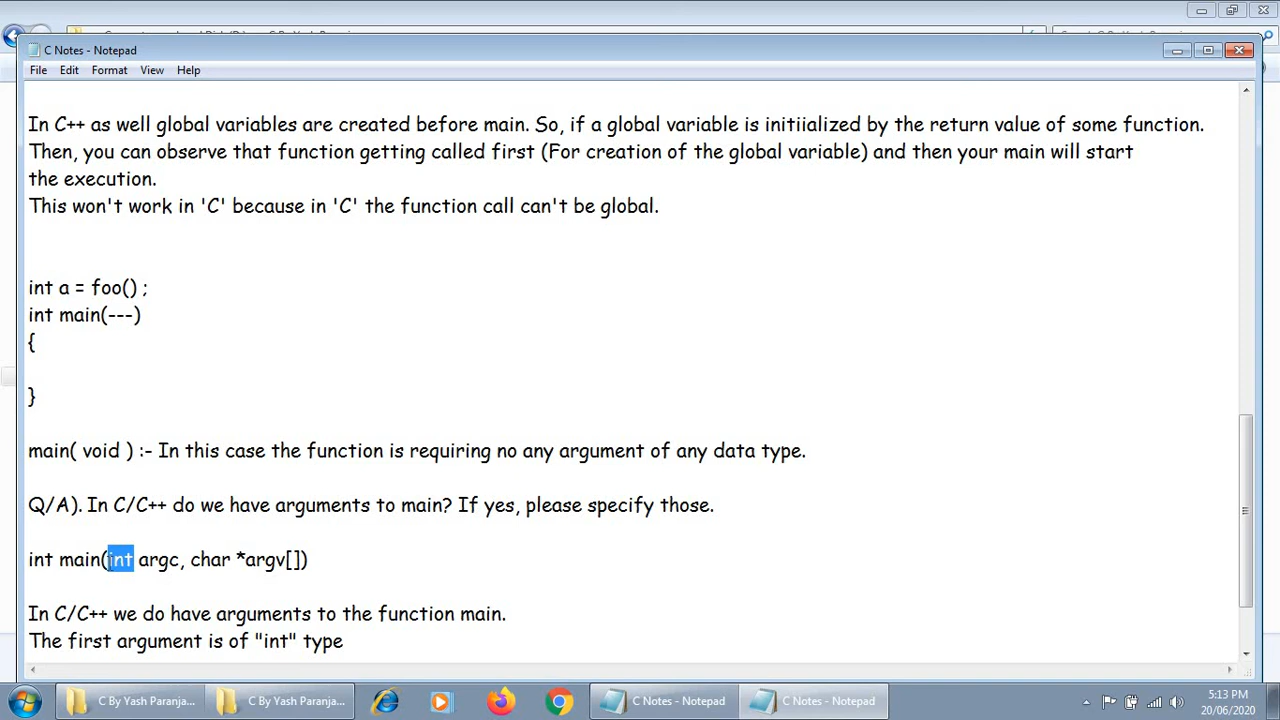 C Notes - Notepad
File Edit Format View Help
In C++ as well global variables are created before main. So, if a global variable is initiialized by the return value of some function.
Then, you can observe that function getting called first (For creation of the global variable) and then your main will start
the execution.
This won't work in 'C' because in 'C' the function call can't be global.
int a = foo() ;
int main(---)
{
}
main( void ) :- In this case the function is requiring no any argument of any data type.
Q/A). In C/C++ do we have arguments to main? If yes, please specify those.
int main(int argc, char *argv[])
In C/C++ we do have arguments to the function main.
The first argument is of "int" type
C By Yash Paranja... C By Yash Paranja... C Notes - Notepad C Notes - Notepad
5:13 PM
20/06/2020